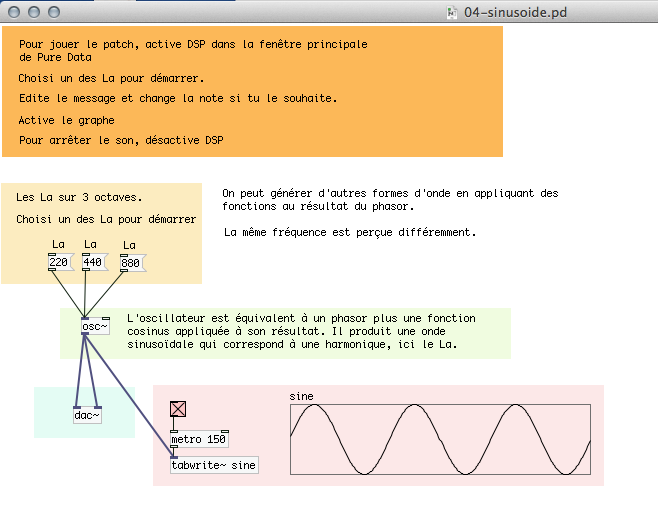 04-sinusoide.pd
Pour jouer le patch, active DSP dans la fenêtre principale
de Pure Data
Choisi un des La pour démarrer.
Edite le message et change la note si tu le souhaite.
Active le graphe
Pour arrêter le son, désactive DSP
On peut générer d'autres formes d'onde en appliquant des
fonctions au résultat du phasor.
La même fréquence est perçue différemment.
Les La sur 3 octaves.
Choisi un des La pour démarrer
La La La
220 440 880
osc~
L'oscillateur est équivalent à un phasor plus une fonction
cosinus appliquée à son résultat. Il produit une onde
sinusoïdale qui correspond à une harmonique, ici le La.
dac~
sine
metro 150
tabwrite~ sine